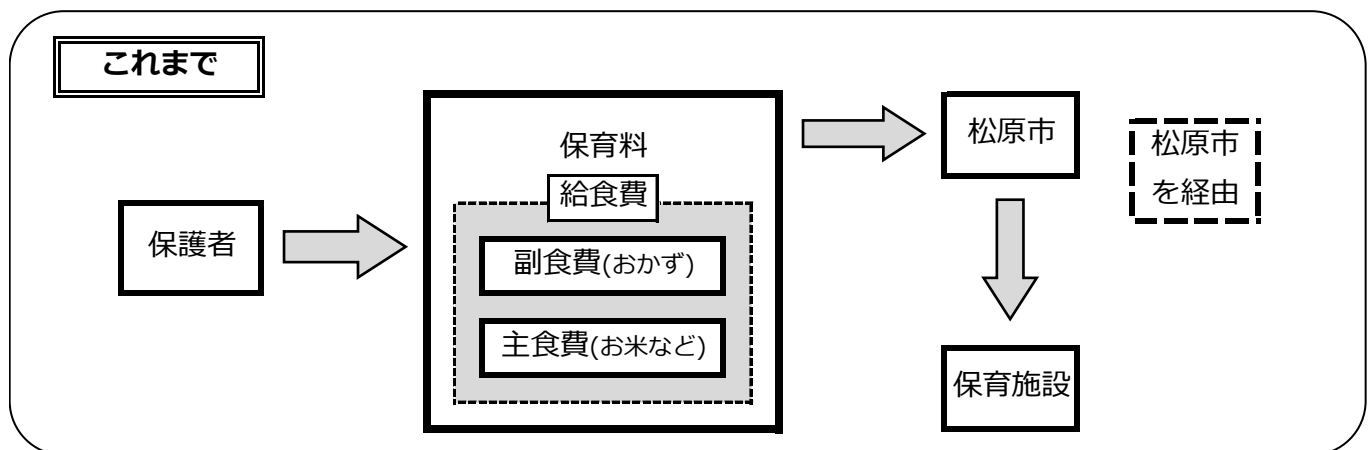 これまで
保護者
保育料
給食費
副食費(おかず)
主食費(お米など)
松原市
保育施設
松原市
を経由